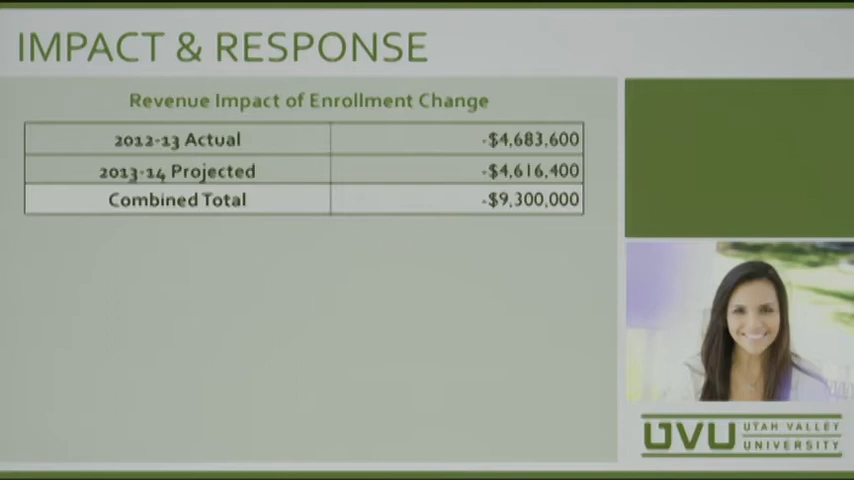 IMPACT & RESPONSE
Revenue Impact of Enrollment Change
2012-13 Actual -$4,683,600
2013-14 Projected -$4,616,400
Combined Total -$9,300,000
UVU UTAH VALLEY
UNIVERSITY